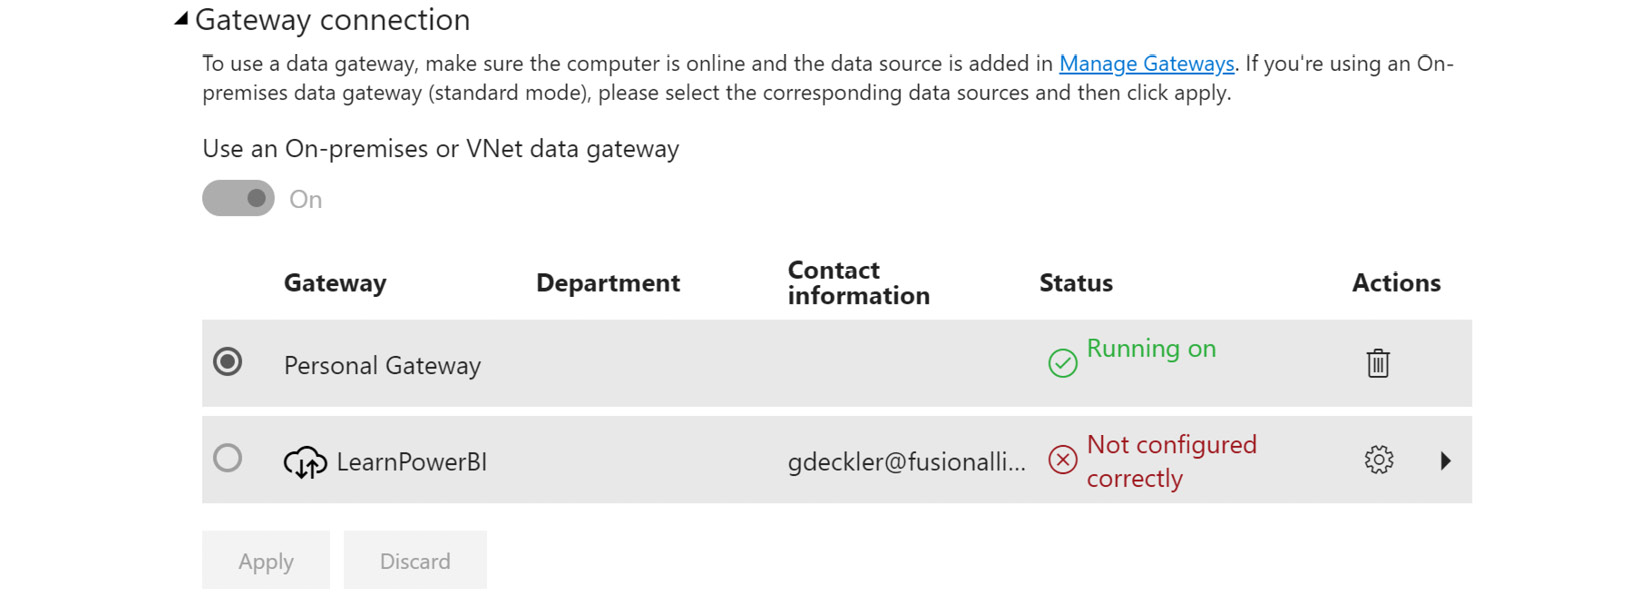 Gateway connection
To use a data gateway, make sure the computer is online and the data source is added in Manage Gateways. If you're using an On-
premises data gateway (standard mode), please select the corresponding data sources and then click apply.
Use an On-premises or VNet data gateway
On
Gateway Department Contact information Status Actions
Personal Gateway Running on
LearnPowerBI gdeckler@fusionalli... Not configured correctly
Apply Discard